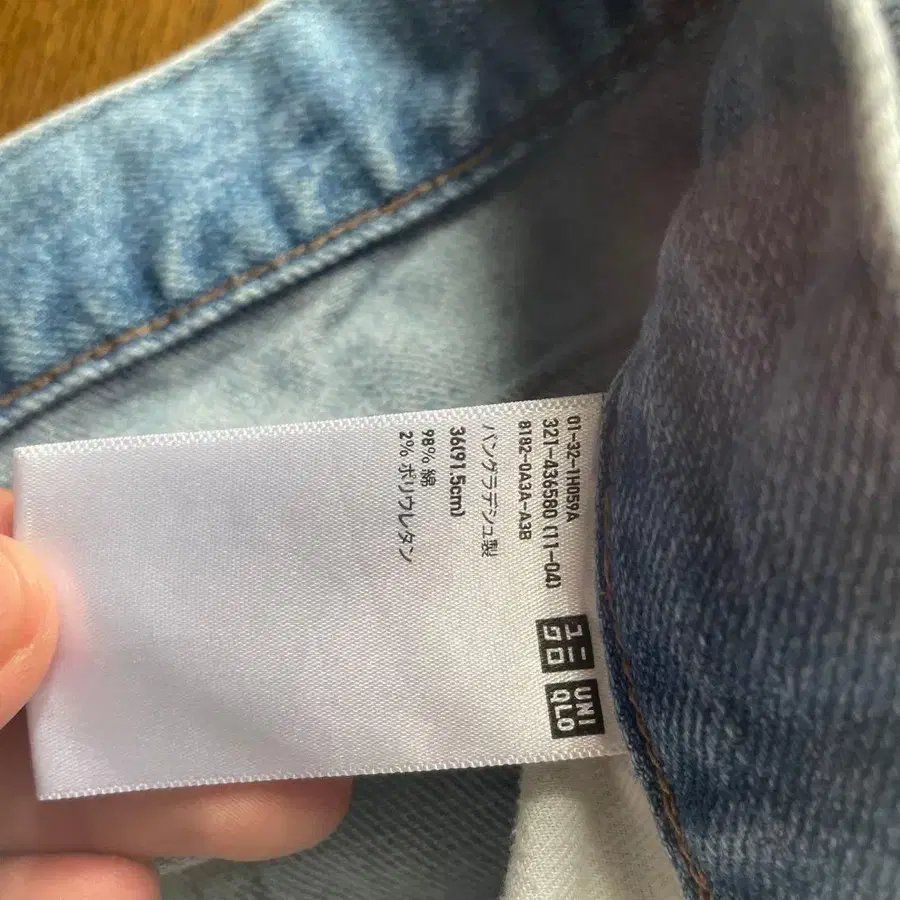 01-32-1H059A
321-436580 (11-04)
8182-0A3A-A3B
バングラデシュ製
36(91.5cm)
98% 綿
2% ポリウレタン
ユニ
クロ
UNI
QLO